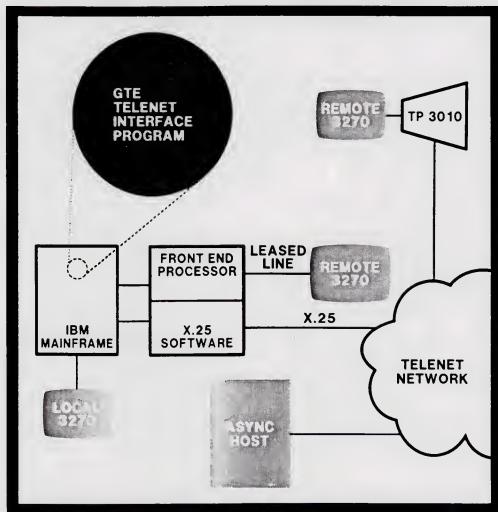 GTE
TELENET
INTERFACE
PROGRAM
REMOTE
3270
TP 3010
FRONT END
PROCESSOR
LEASED
LINE
REMOTE
3270
IBM
MAINFRAME
X.25
SOFTWARE
X.25
TELENET
NETWORK
LOCAL
3270
ASYNC
HOST